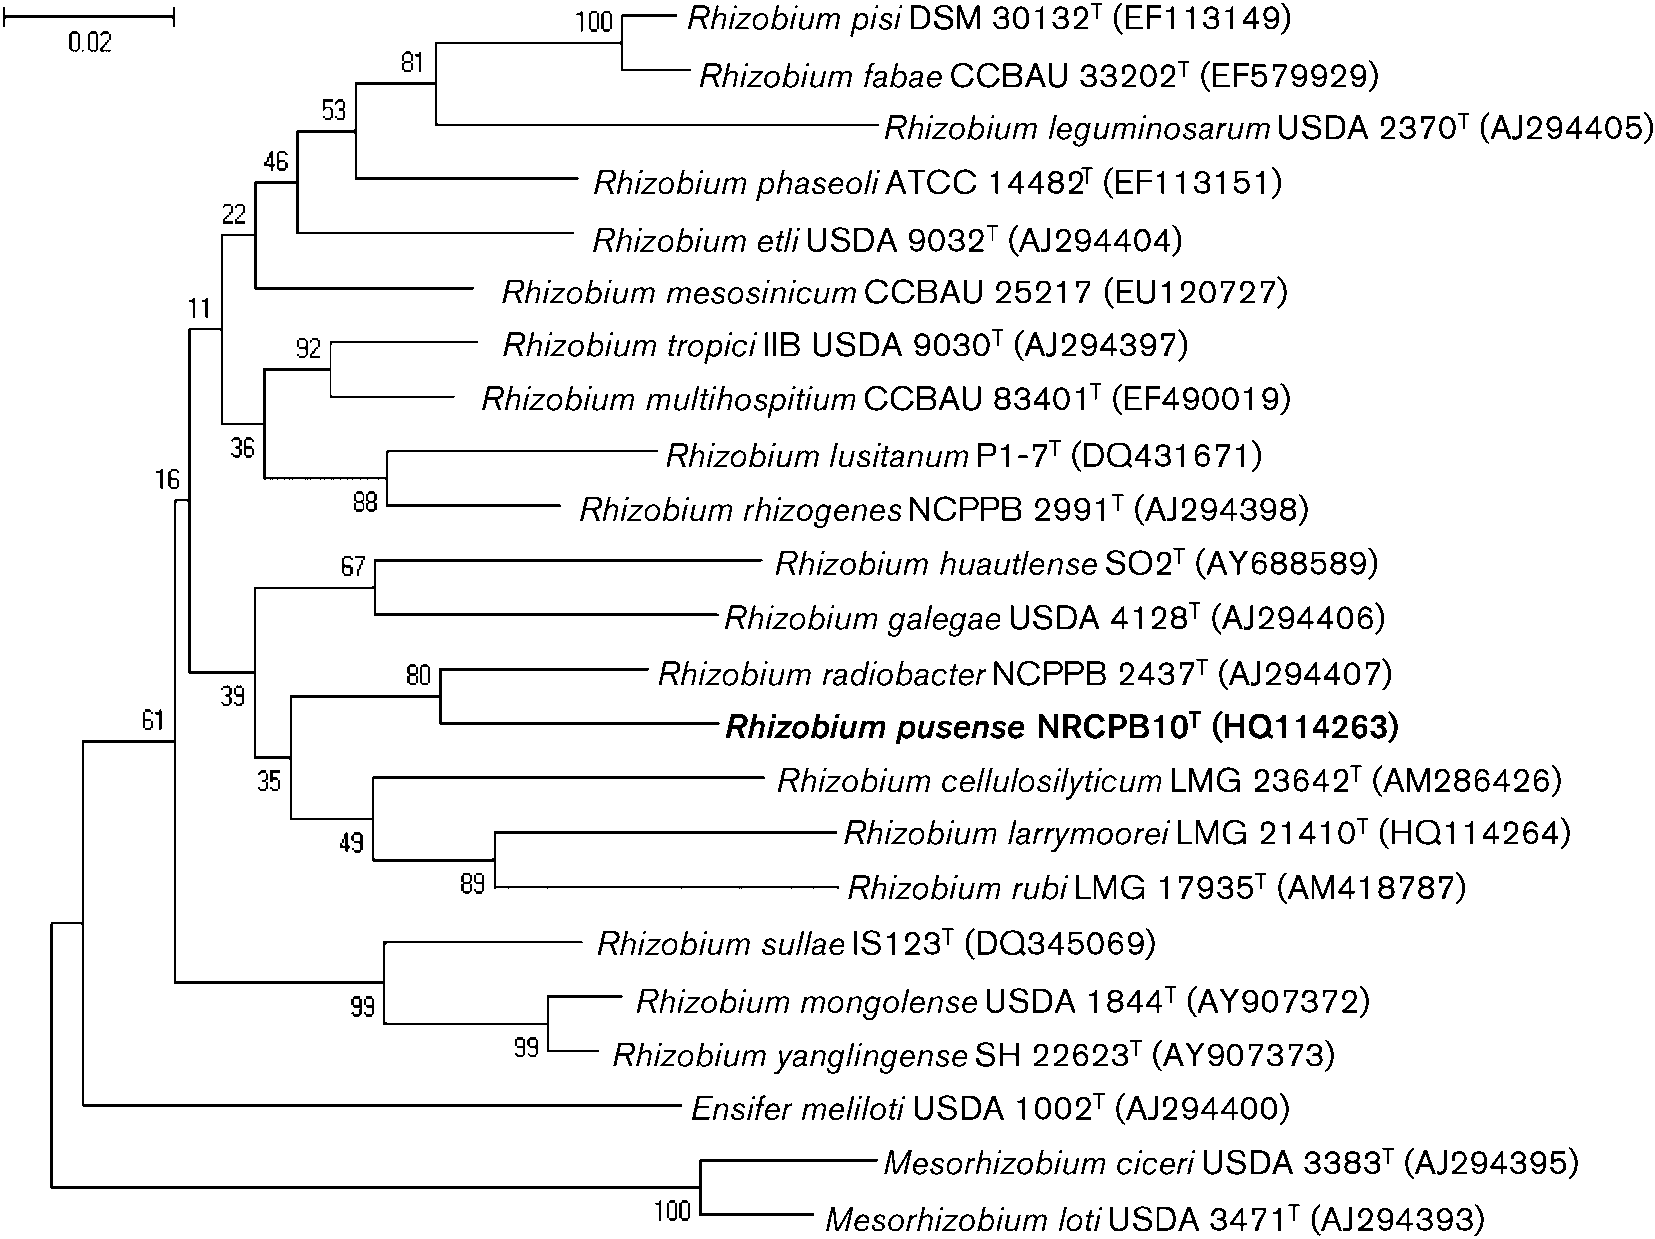 100 Rhizobium pisi DSM 30132ᵀ (EF113149)
0.02
81 Rhizobium fabae CCBAU 33202ᵀ (EF579929)
53 Rhizobium leguminosarum USDA 2370ᵀ (AJ294405)
46 Rhizobium phaseoli ATCC 14482ᵀ (EF113151)
22 Rhizobium etli USDA 9032ᵀ (AJ294404)
11 Rhizobium mesosinicum CCBAU 25217 (EU120727)
92 Rhizobium tropici IIB USDA 9030ᵀ (AJ294397)
Rhizobium multihospitium CCBAU 83401ᵀ (EF490019)
36 Rhizobium lusitanum P1-7ᵀ (DQ431671)
16 88 Rhizobium rhizogenes NCPPB 2991ᵀ (AJ294398)
67 Rhizobium huautlense SO2ᵀ (AY688589)
Rhizobium galegae USDA 4128ᵀ (AJ294406)
39 80 Rhizobium radiobacter NCPPB 2437ᵀ (AJ294407)
61 Rhizobium pusense NRCPB10ᵀ (HQ114263)
35 Rhizobium cellulosilyticum LMG 23642ᵀ (AM286426)
49 Rhizobium larrymoorei LMG 21410ᵀ (HQ114264)
89 Rhizobium rubi LMG 17935ᵀ (AM418787)
Rhizobium sullae IS123ᵀ (DQ345069)
99 Rhizobium mongolense USDA 1844ᵀ (AY907372)
99 Rhizobium yanglingense SH 22623ᵀ (AY907373)
Ensifer meliloti USDA 1002ᵀ (AJ294400)
Mesorhizobium ciceri USDA 3383ᵀ (AJ294395)
100 Mesorhizobium loti USDA 3471ᵀ (AJ294393)